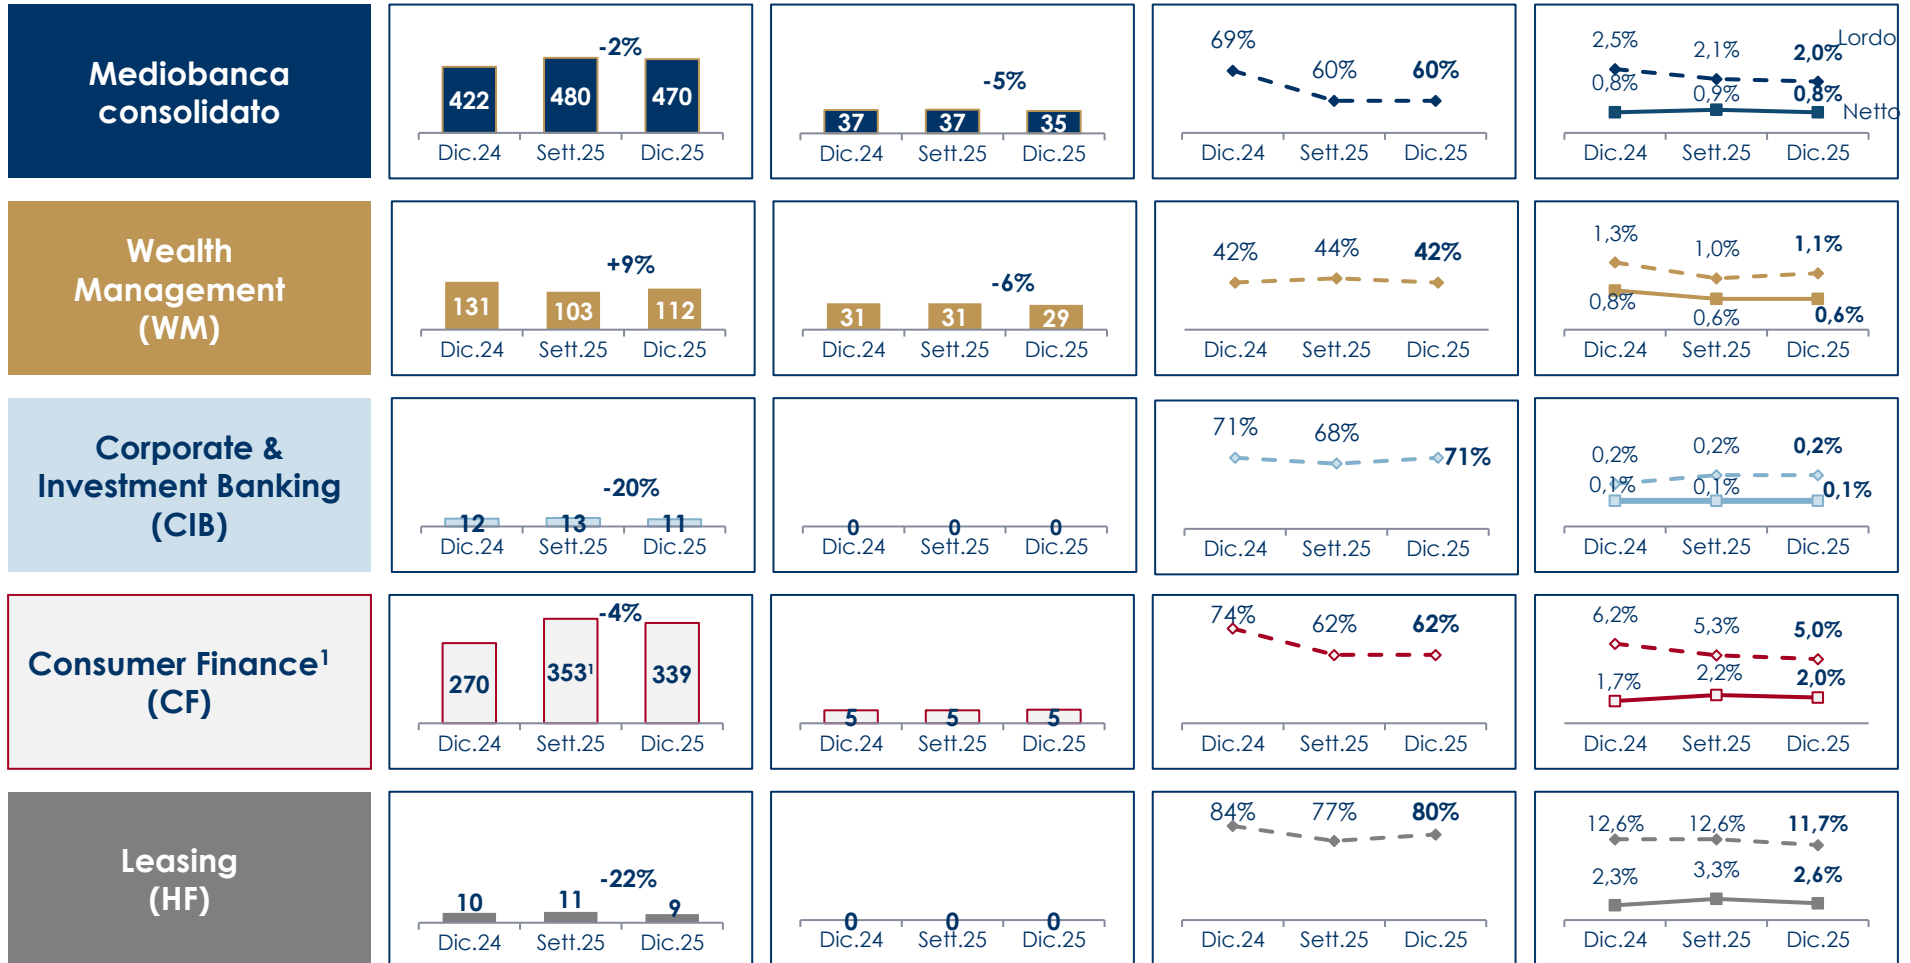 Mediobanca
consolidato
-2%
422 480 470
Dic.24 Sett.25 Dic.25
-5%
37 37 35
Dic.24 Sett.25 Dic.25
69% 60% 60%
Dic.24 Sett.25 Dic.25
2,5% 2,1% 2,0% Lordo
0,8% 0,9% 0,8% Netto
Dic.24 Sett.25 Dic.25
Wealth
Management
(WM)
+9%
131 103 112
Dic.24 Sett.25 Dic.25
-6%
31 31 29
Dic.24 Sett.25 Dic.25
42% 44% 42%
Dic.24 Sett.25 Dic.25
1,3% 1,0% 1,1%
0,8% 0,6% 0,6%
Dic.24 Sett.25 Dic.25
Corporate &
Investment Banking
(CIB)
-20%
12 13 11
Dic.24 Sett.25 Dic.25
0 0 0
Dic.24 Sett.25 Dic.25
71% 68% 71%
Dic.24 Sett.25 Dic.25
0,2% 0,2% 0,2%
0,1% 0,1% 0,1%
Dic.24 Sett.25 Dic.25
Consumer Finance¹
(CF)
-4%
270 353¹ 339
Dic.24 Sett.25 Dic.25
5 5 5
Dic.24 Sett.25 Dic.25
74% 62% 62%
Dic.24 Sett.25 Dic.25
6,2% 5,3% 5,0%
1,7% 2,2% 2,0%
Dic.24 Sett.25 Dic.25
Leasing
(HF)
-22%
10 11 9
Dic.24 Sett.25 Dic.25
0 0 0
Dic.24 Sett.25 Dic.25
84% 77% 80%
Dic.24 Sett.25 Dic.25
12,6% 12,6% 11,7%
2,3% 3,3% 2,6%
Dic.24 Sett.25 Dic.25